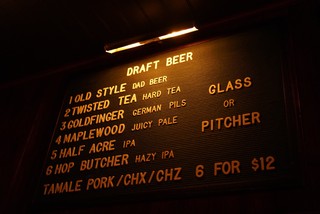 DRAFT BEER
1 OLD STYLE DAD BEER
2 TWISTED TEA HARD TEA
3 COLDFINGER GERMAN PILS
4 MAPLEWOOD JUICY PALE
5 HALF ACRE IPA
6 HOP BUTCHER HAZY IPA
GLASS
OR
PITCHER
TAMALE PORK/CHX/CHZ 6 FOR $12